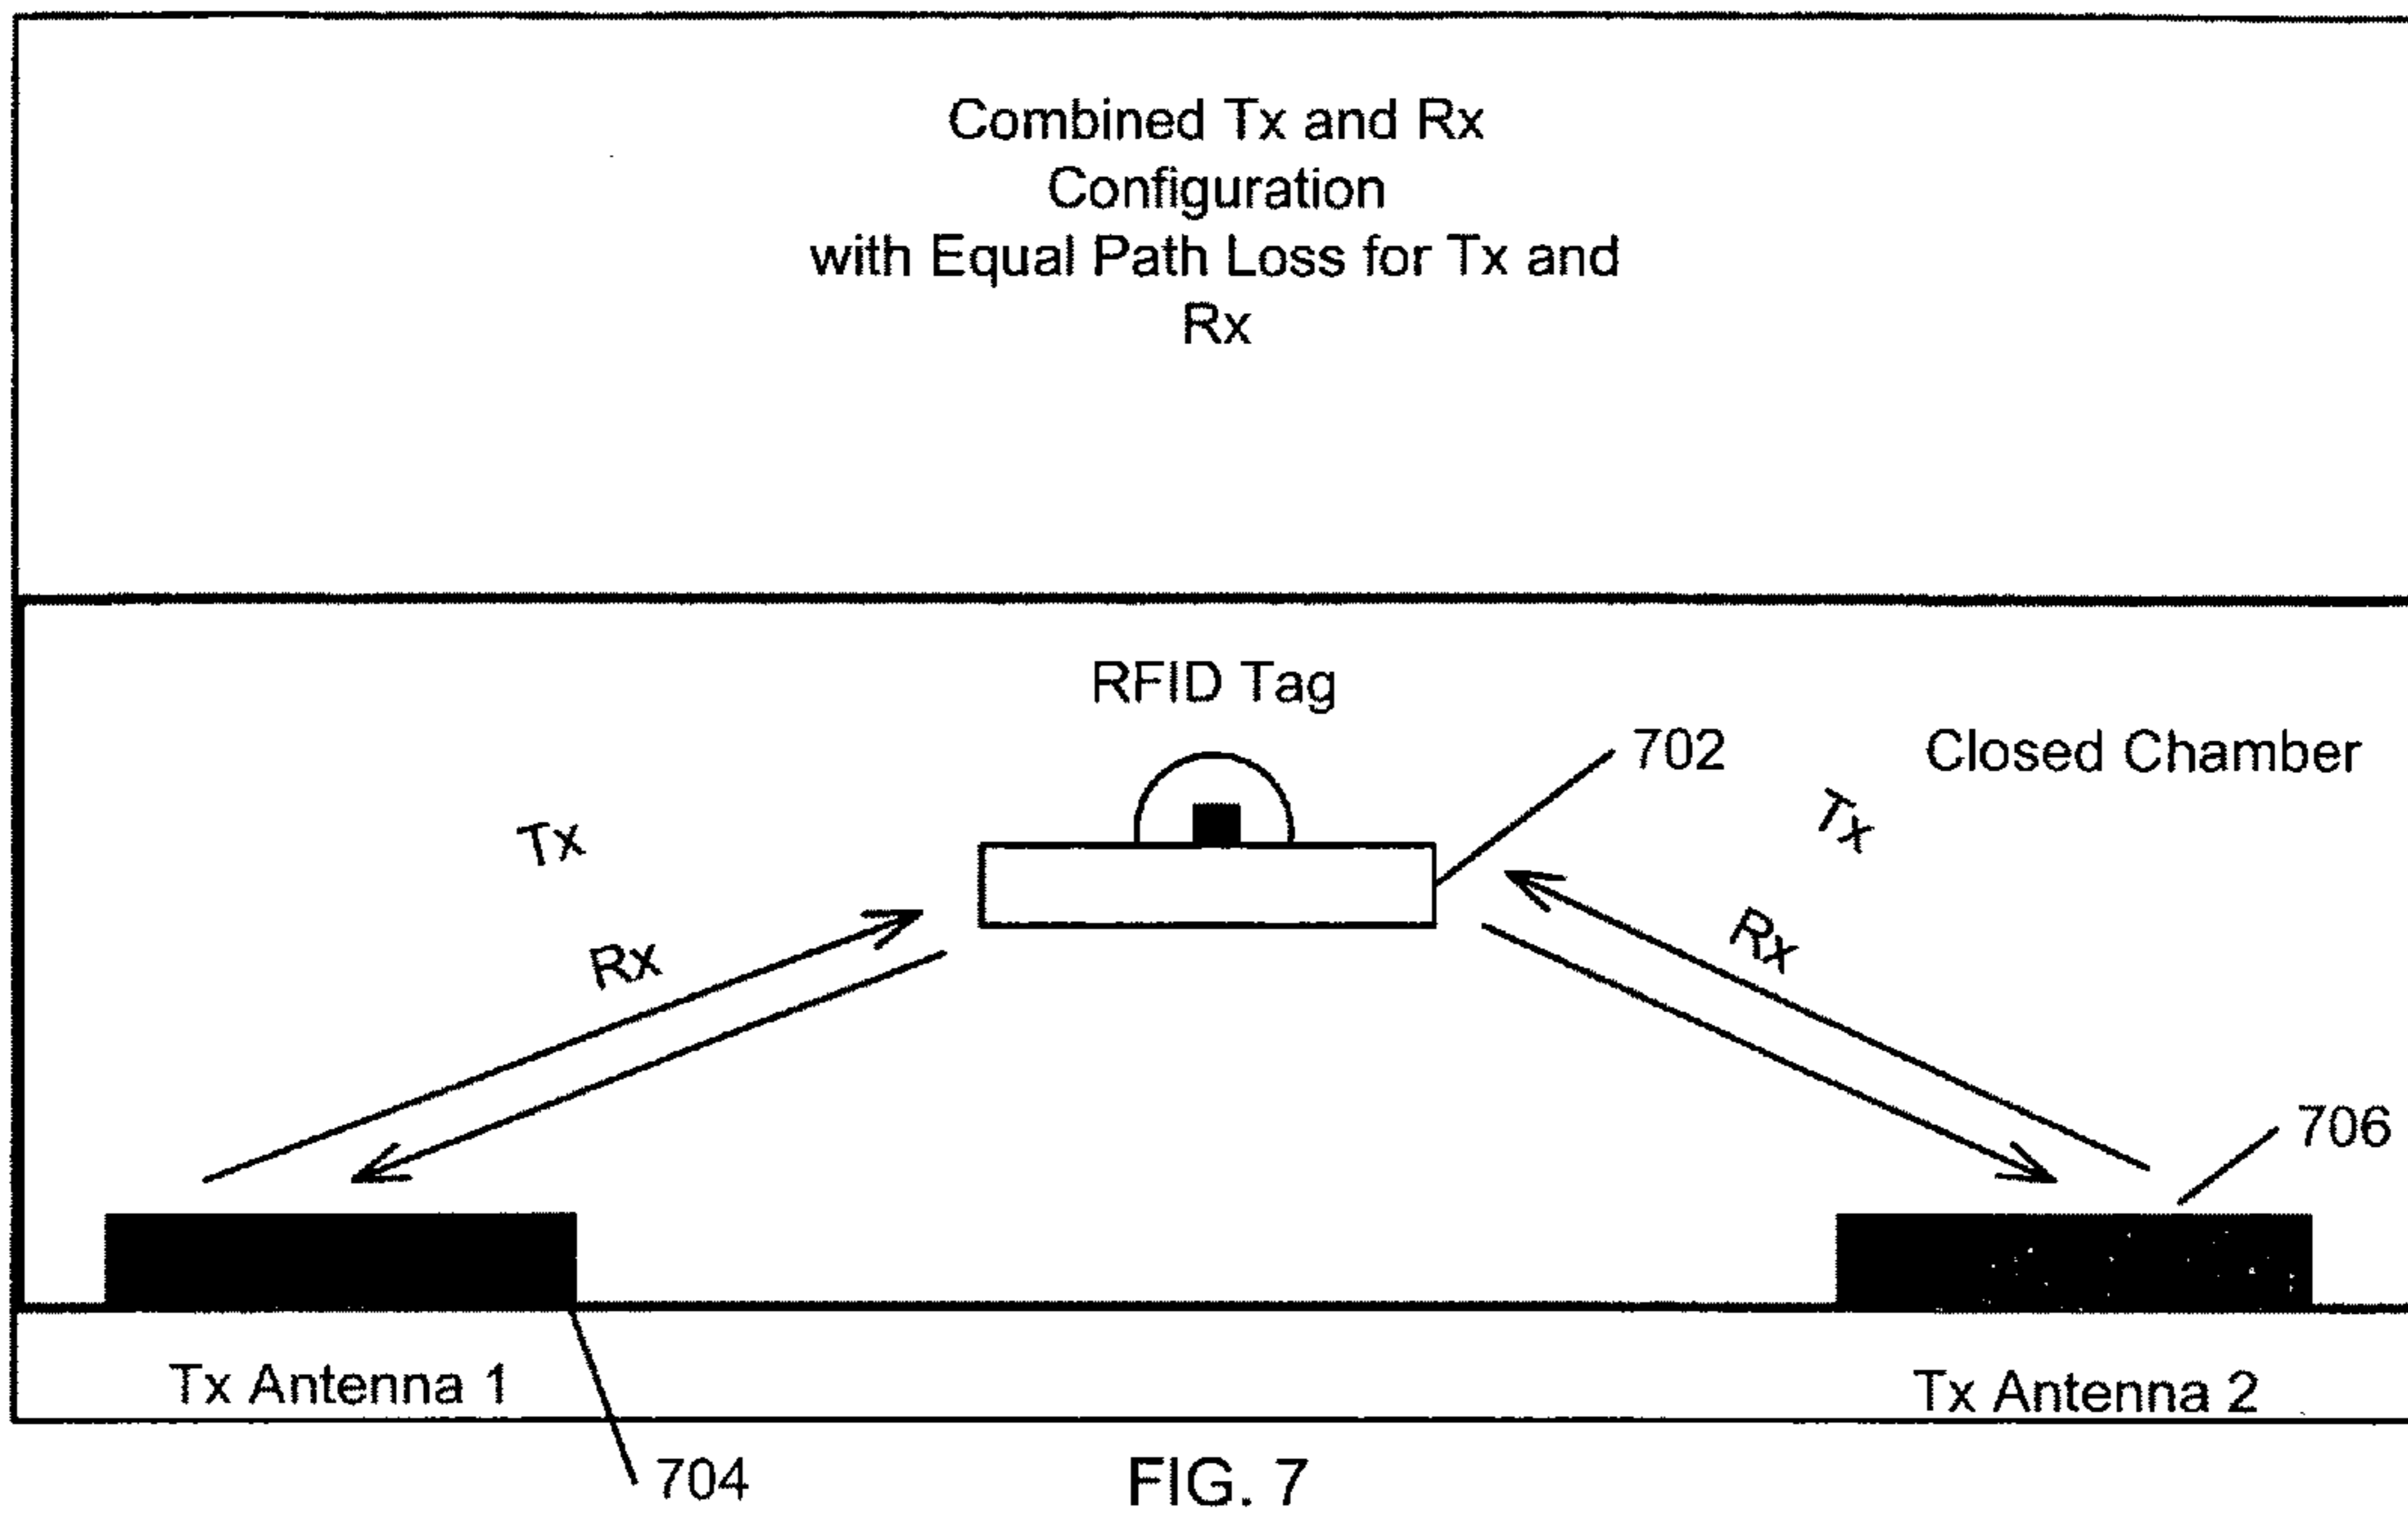 Combined Tx and Rx
Configuration
with Equal Path Loss for Tx and
Rx
RFID Tag
702
Closed Chamber
Tx
Tx
Rx
Rx
706
Tx Antenna 1
Tx Antenna 2
704
FIG. 7